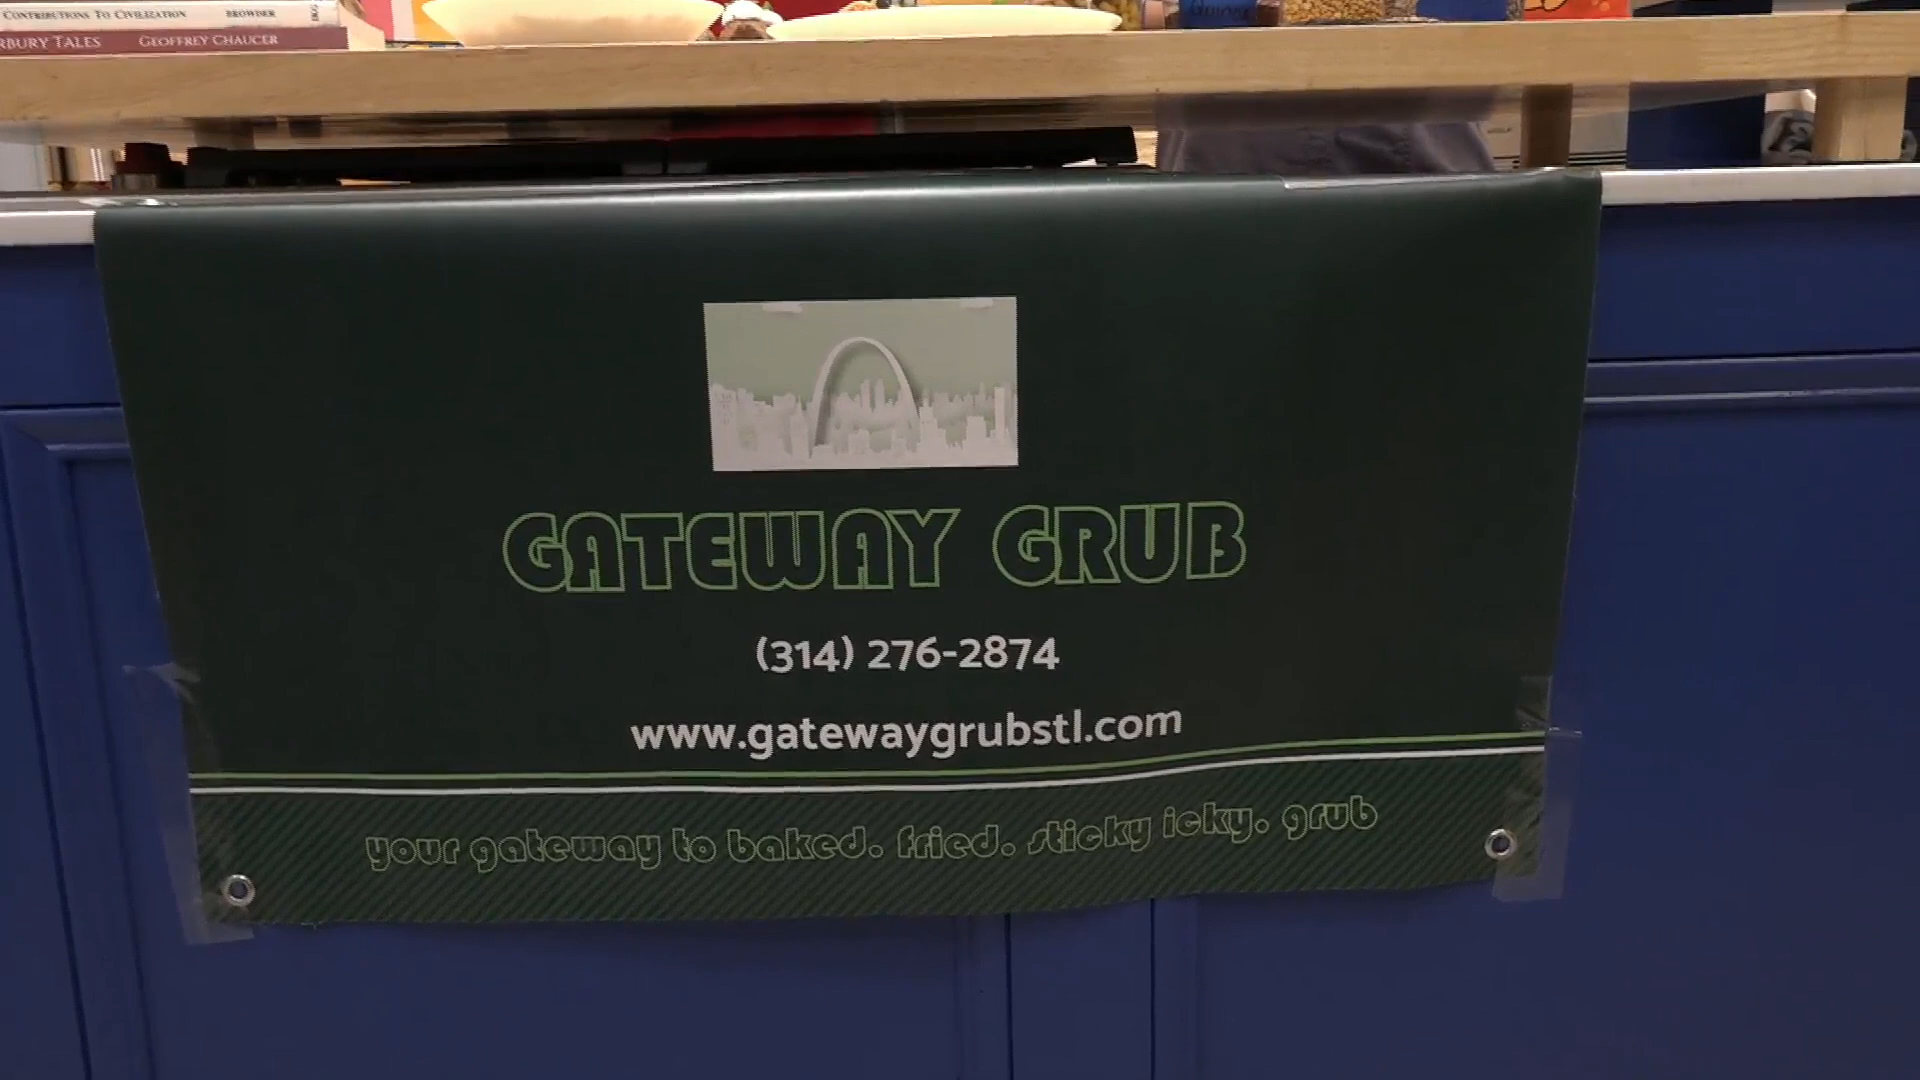 CONTRIBUTIONS TO CIVILIZATION BROWDER
RBURY TALES GEOFFREY CHAUCER
GATEWAY GRUB
(314) 276-2874
www.gatewaygrubstl.com
your gateway to baked. fried. sticky icky. grub